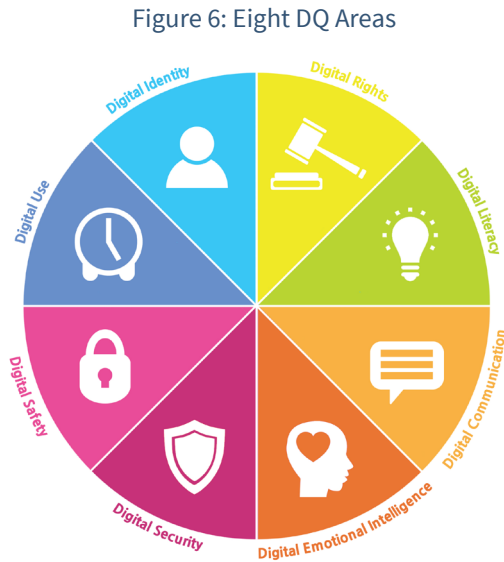 Figure 6: Eight DQ Areas
Digital Identity
Digital Rights
Digital Literacy
Digital Communication
Digital Emotional Intelligence
Digital Security
Digital Safety
Digital Use